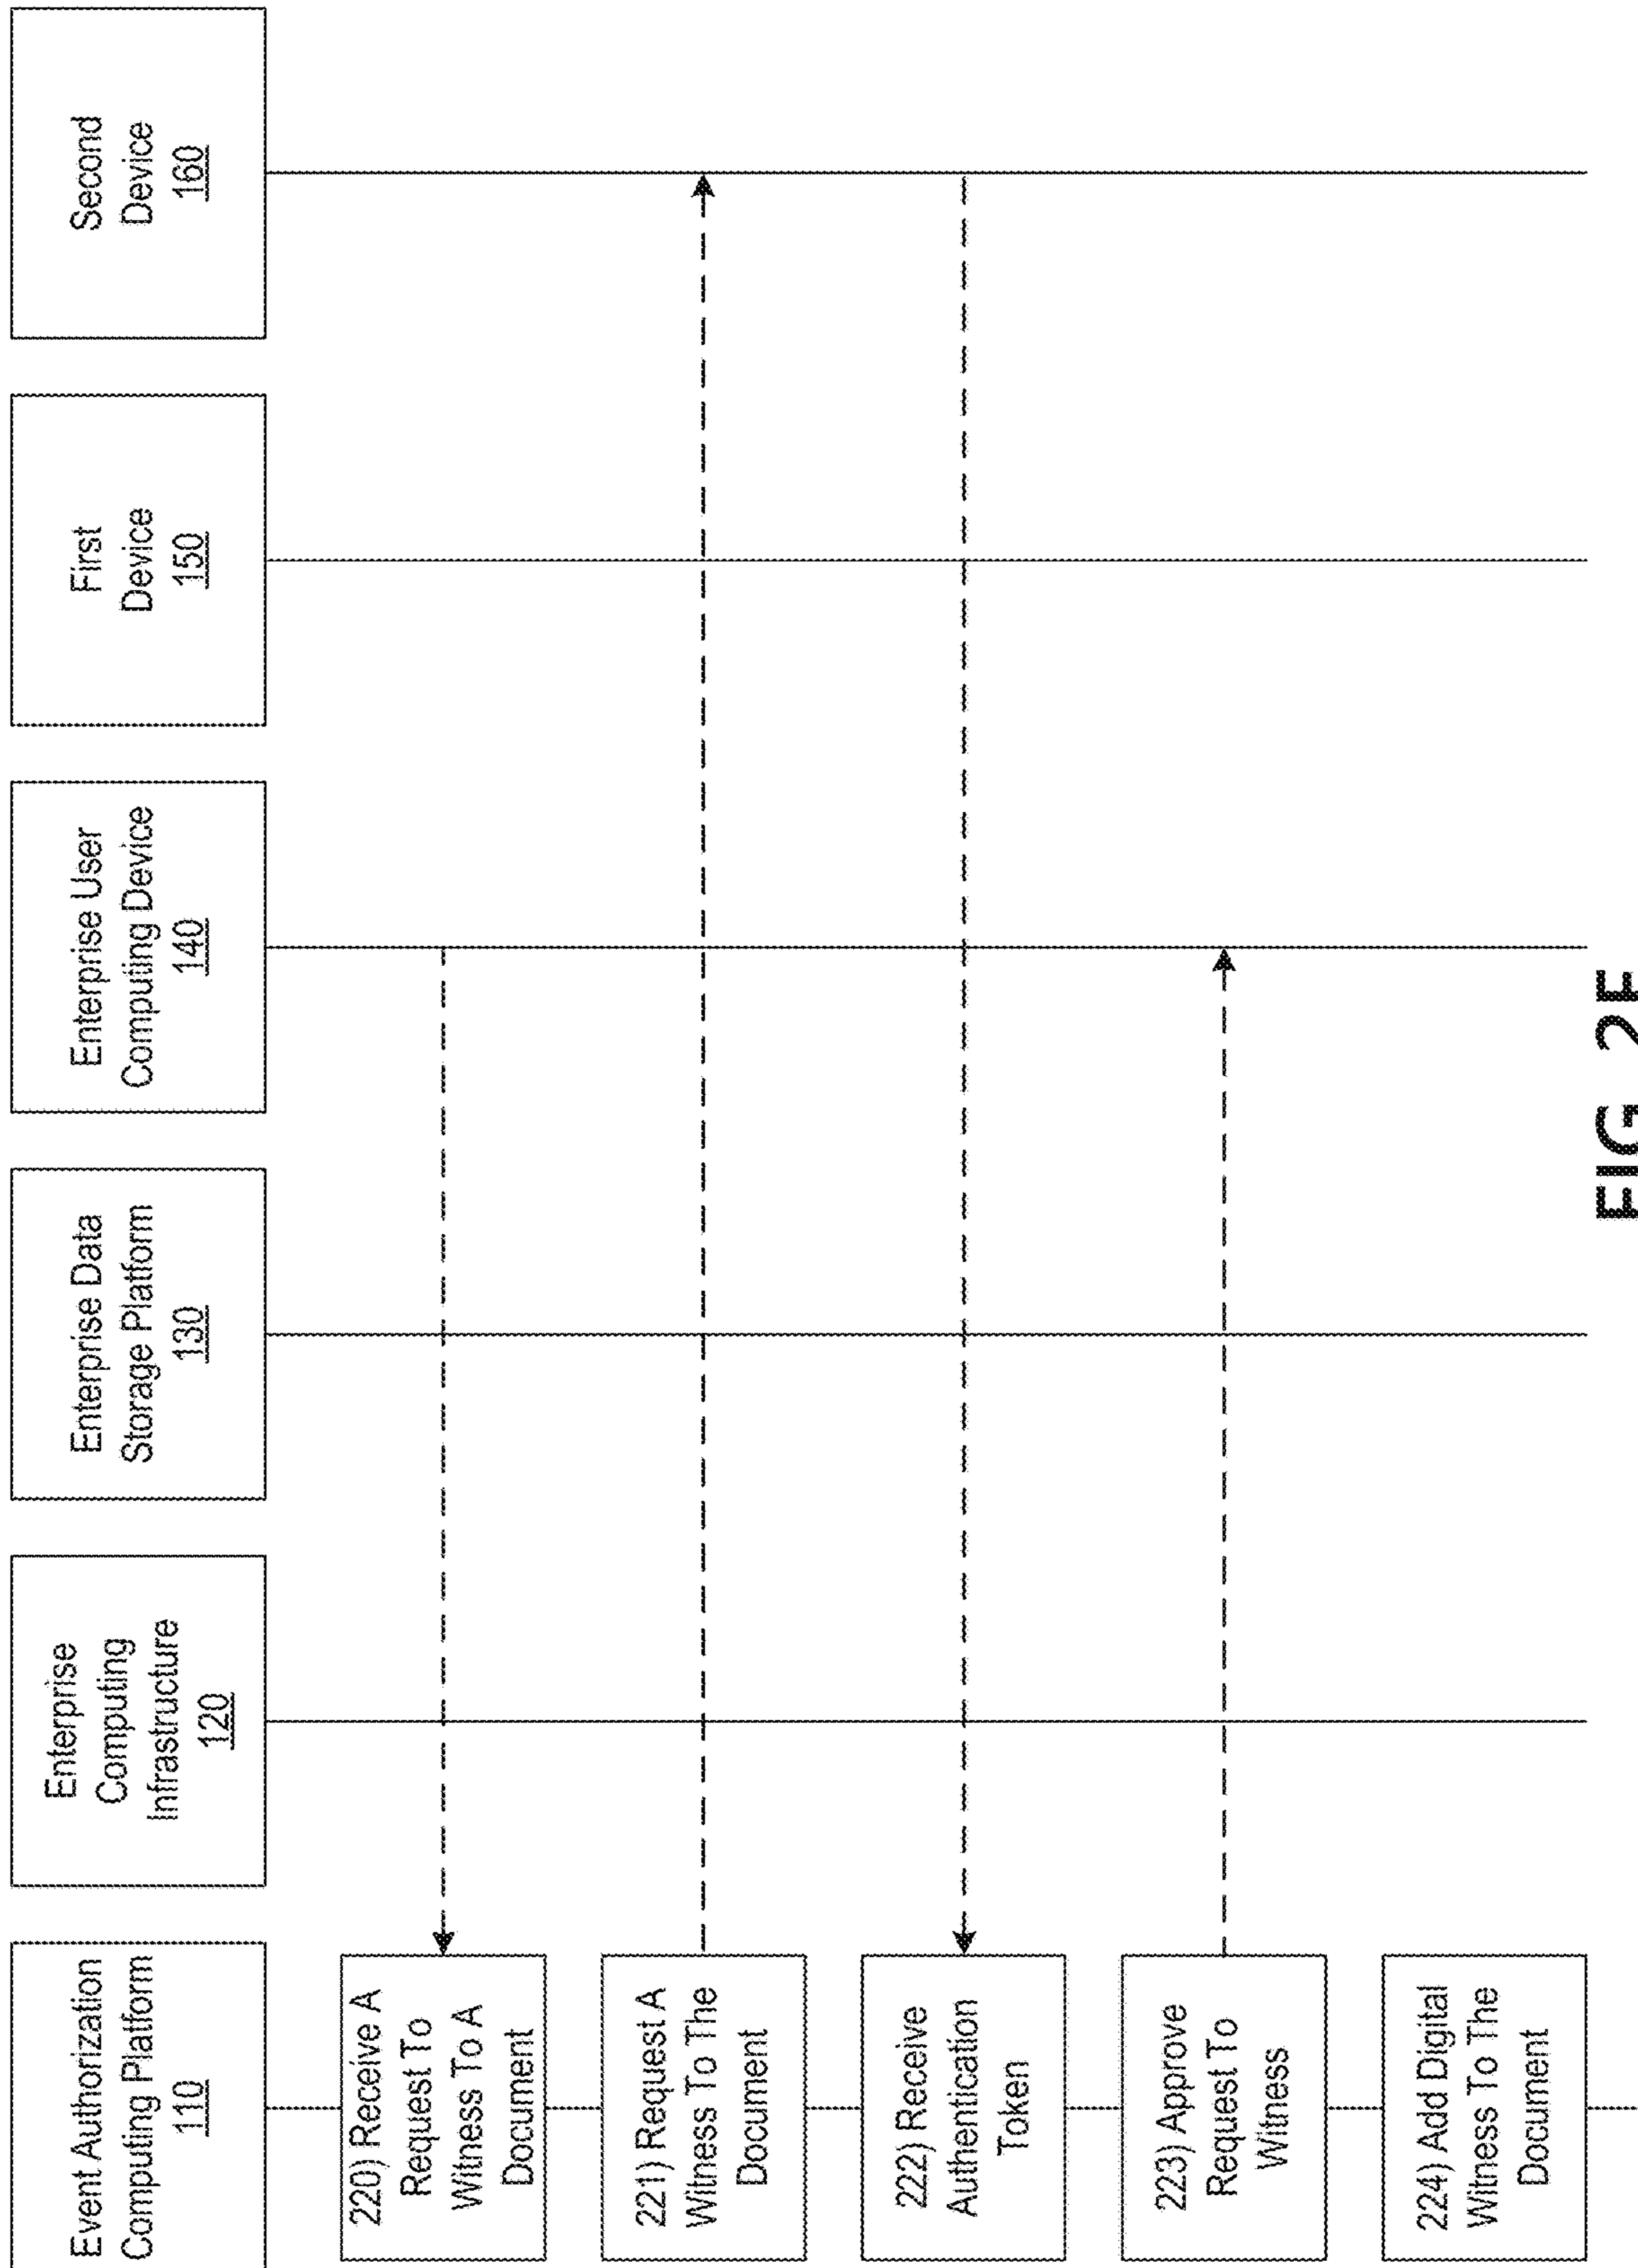 Event Authorization
Computing Platform
110
Enterprise
Computing
Infrastructure
120
Enterprise Data
Storage Platform
130
Enterprise User
Computing Device
140
First
Device
150
Second
Device
160
220) Receive A
Request To
Witness To A
Document
221) Request A
Witness To The
Document
222) Receive
Authentication
Token
223) Approve
Request To
Witness
224) Add Digital
Witness To The
Document